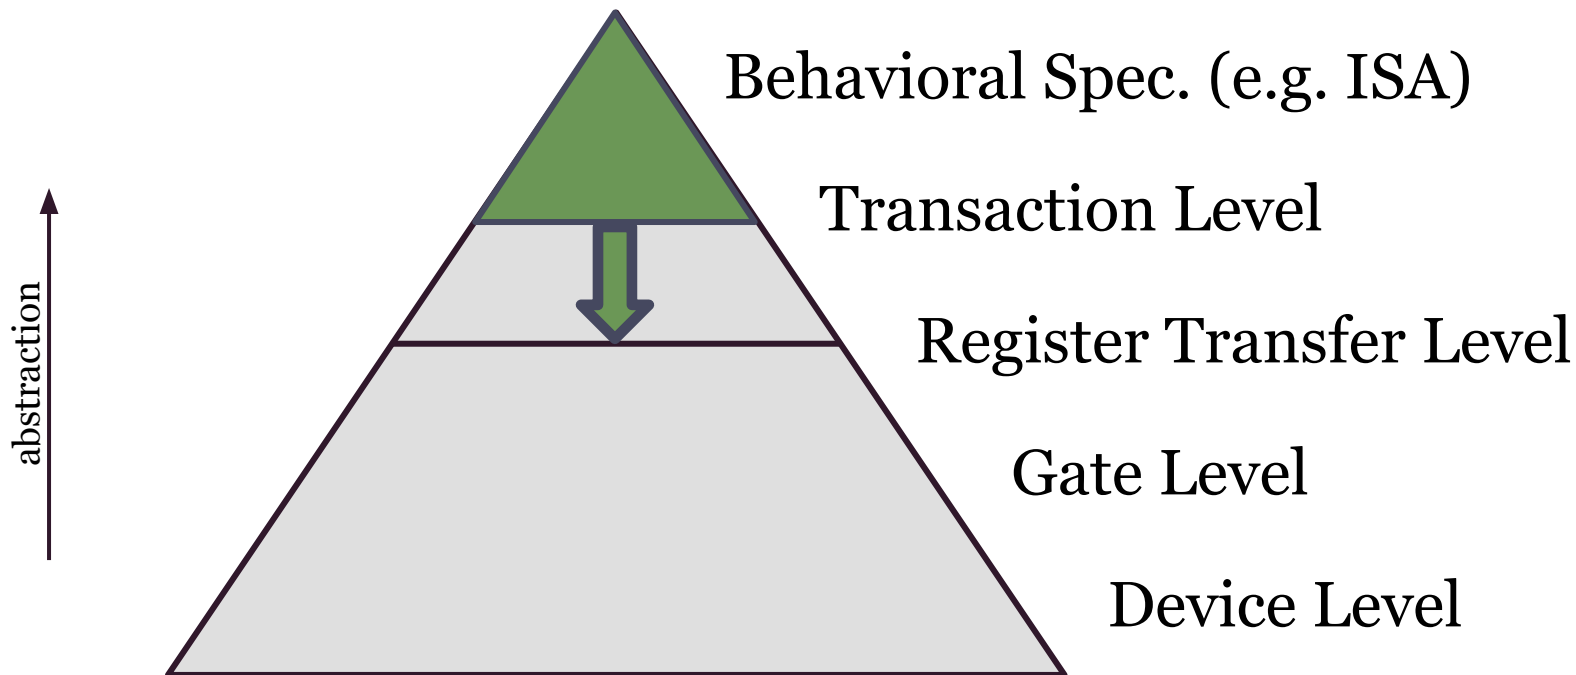 Behavioral Spec. (e.g. ISA)
Transaction Level
abstraction
Register Transfer Level
Gate Level
Device Level